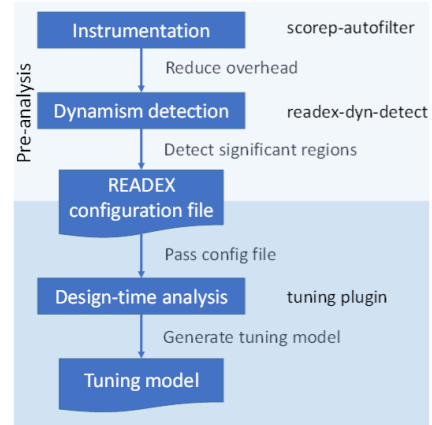 Instrumentation
scorep-autofilter
Reduce overhead
Pre-analysis
Dynamism detection
readex-dyn-detect
Detect significant regions
READEX
configuration file
Pass config file
Design-time analysis
tuning plugin
Generate tuning model
Tuning model